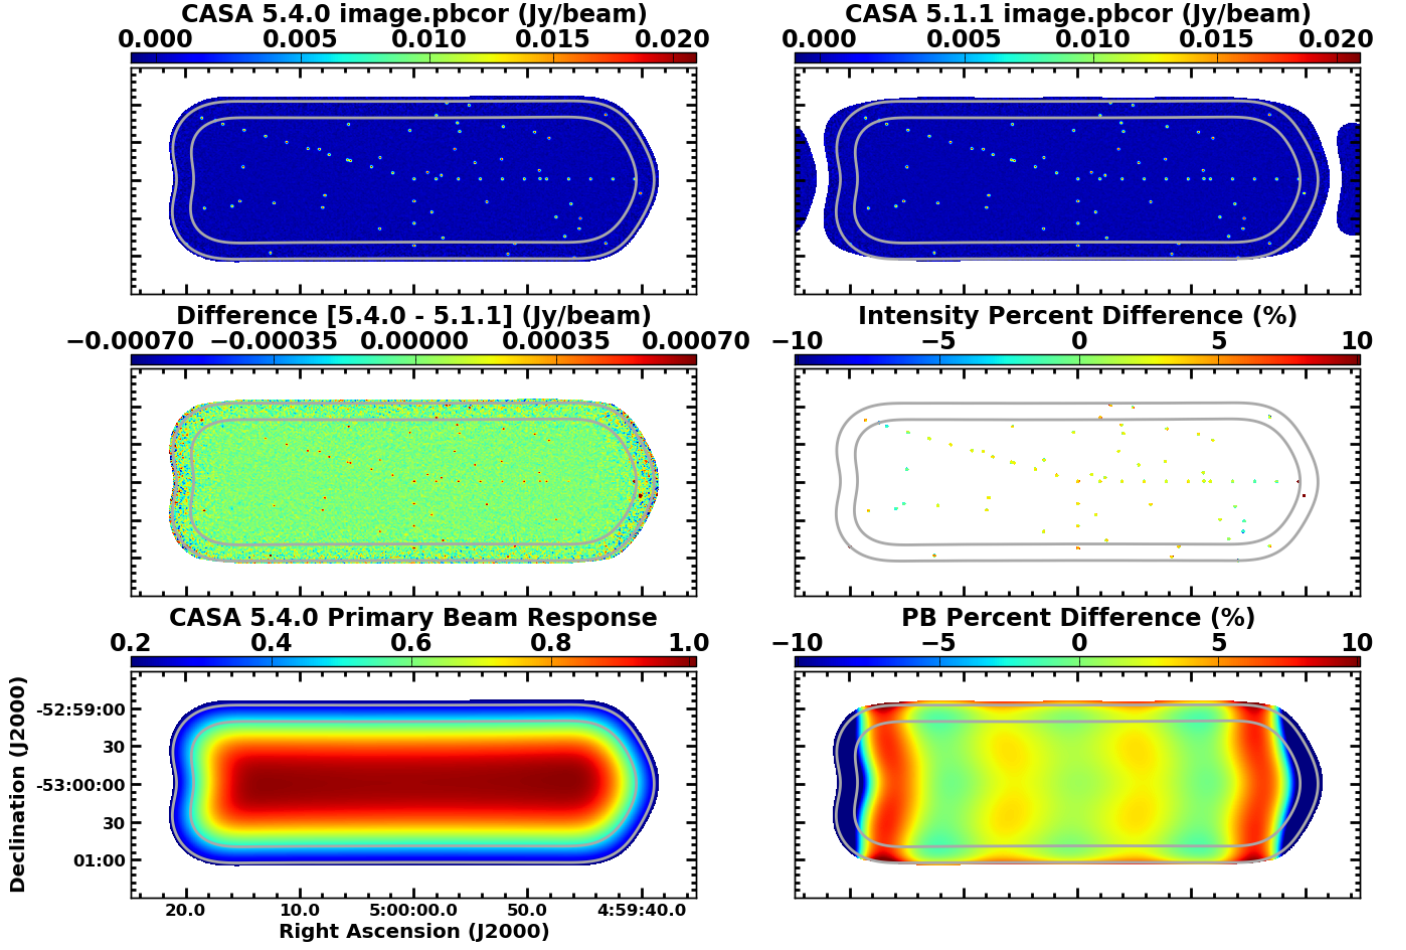 CASA 5.4.0 image.pbcor (Jy/beam)
0.000 0.005 0.010 0.015 0.020
CASA 5.1.1 image.pbcor (Jy/beam)
0.000 0.005 0.010 0.015 0.020
Difference [5.4.0 - 5.1.1] (Jy/beam)
−0.00070 −0.00035 0.00000 0.00035 0.00070
Intensity Percent Difference (%)
−10 −5 0 5 10
CASA 5.4.0 Primary Beam Response
0.2 0.4 0.6 0.8 1.0
PB Percent Difference (%)
−10 −5 0 5 10
Declination (J2000)
-52:59:00
30
-53:00:00
30
01:00
20.0 10.0 5:00:00.0 50.0 4:59:40.0
Right Ascension (J2000)